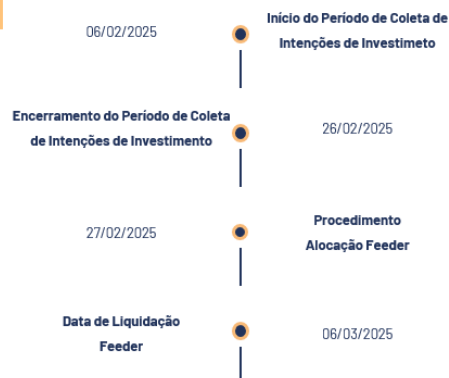 06/02/2025
Início do Período de Coleta de
Intenções de Investimeto
Encerramento do Período de Coleta
de Intenções de Investimento
26/02/2025
27/02/2025
Procedimento
Alocação Feeder
Data de Liquidação
Feeder
06/03/2025